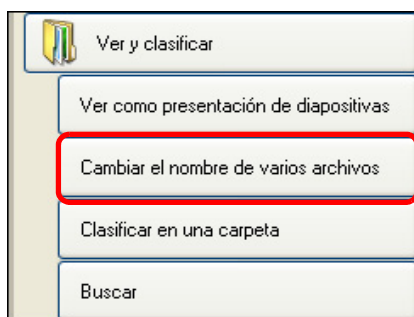 Ver y clasificar
Ver como presentación de diapositivas
Cambiar el nombre de varios archivos
Clasificar en una carpeta
Buscar